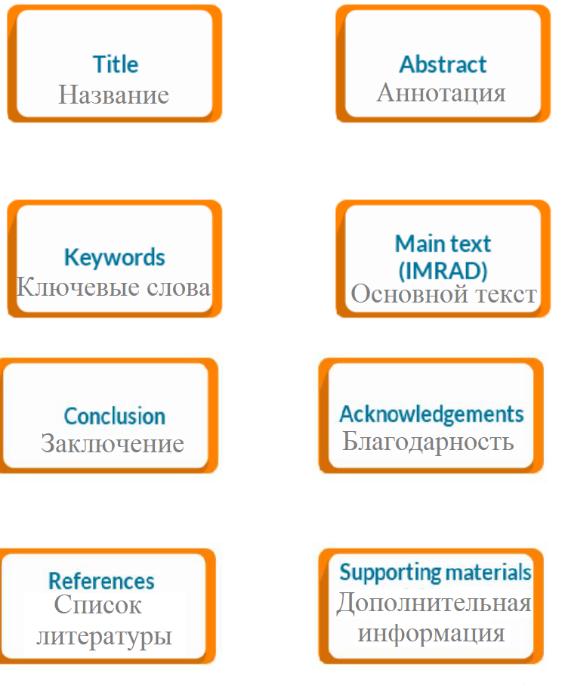 Title
Название
Abstract
Аннотация
Keywords
Ключевые слова
Main text
(IMRAD)
Основной текст
Conclusion
Заключение
Acknowledgements
Благодарность
References
Список
литературы
Supporting materials
Дополнительная
информация